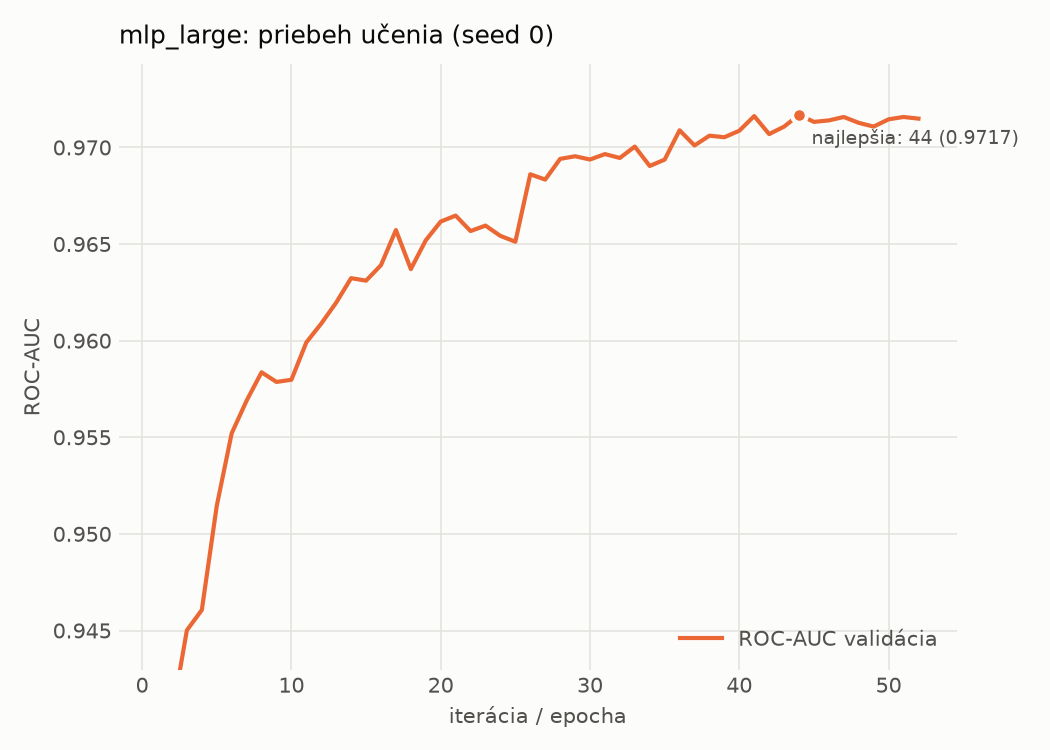 mlp_large: priebeh učenia (seed 0)
ROC-AUC
0.970
0.965
0.960
0.955
0.950
0.945
najlepšia: 44 (0.9717)
ROC-AUC validácia
0 10 20 30 40 50
iterácia / epocha